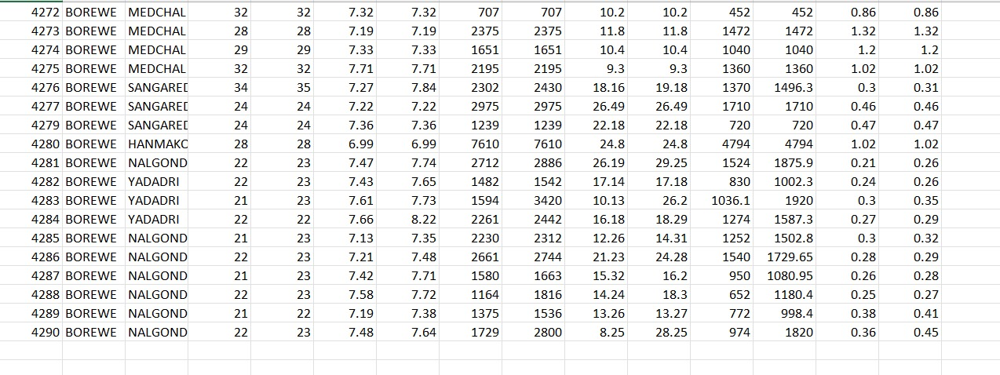 4272 BOREWE MEDCHAL 32 32 7.32 7.32 707 707 10.2 10.2 452 452 0.86 0.86
4273 BOREWE MEDCHAL 28 28 7.19 7.19 2375 2375 11.8 11.8 1472 1472 1.32 1.32
4274 BOREWE MEDCHAL 29 29 7.33 7.33 1651 1651 10.4 10.4 1040 1040 1.2 1.2
4275 BOREWE MEDCHAL 32 32 7.71 7.71 2195 2195 9.3 9.3 1360 1360 1.02 1.02
4276 BOREWE SANGARED 34 35 7.27 7.84 2302 2430 18.16 19.18 1370 1496.3 0.3 0.31
4277 BOREWE SANGARED 24 24 7.22 7.22 2975 2975 26.49 26.49 1710 1710 0.46 0.46
4279 BOREWE SANGARED 24 24 7.36 7.36 1239 1239 22.18 22.18 720 720 0.47 0.47
4280 BOREWE HANMAKO 28 28 6.99 6.99 7610 7610 24.8 24.8 4794 4794 1.02 1.02
4281 BOREWE NALGOND 22 23 7.47 7.74 2712 2886 26.19 29.25 1524 1875.9 0.21 0.26
4282 BOREWE YADADRI 22 23 7.43 7.65 1482 1542 17.14 17.18 830 1002.3 0.24 0.26
4283 BOREWE YADADRI 21 23 7.61 7.73 1594 3420 10.13 26.2 1036.1 1920 0.3 0.35
4284 BOREWE YADADRI 22 22 7.66 8.22 2261 2442 16.18 18.29 1274 1587.3 0.27 0.29
4285 BOREWE NALGOND 21 23 7.13 7.35 2230 2312 12.26 14.31 1252 1502.8 0.3 0.32
4286 BOREWE NALGOND 22 23 7.21 7.48 2661 2744 21.23 24.28 1540 1729.65 0.28 0.29
4287 BOREWE NALGOND 21 23 7.42 7.71 1580 1663 15.32 16.2 950 1080.95 0.26 0.28
4288 BOREWE NALGOND 22 23 7.58 7.72 1164 1816 14.24 18.3 652 1180.4 0.25 0.27
4289 BOREWE NALGOND 21 22 7.19 7.38 1375 1536 13.26 13.27 772 998.4 0.38 0.41
4290 BOREWE NALGOND 22 23 7.48 7.64 1729 2800 8.25 28.25 974 1820 0.36 0.45